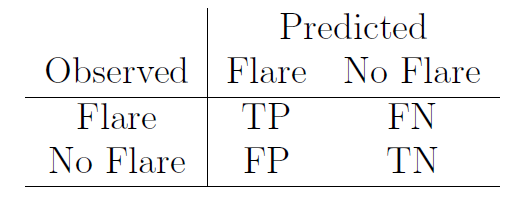 Predicted
Observed Flare No Flare
Flare TP FN
No Flare FP TN